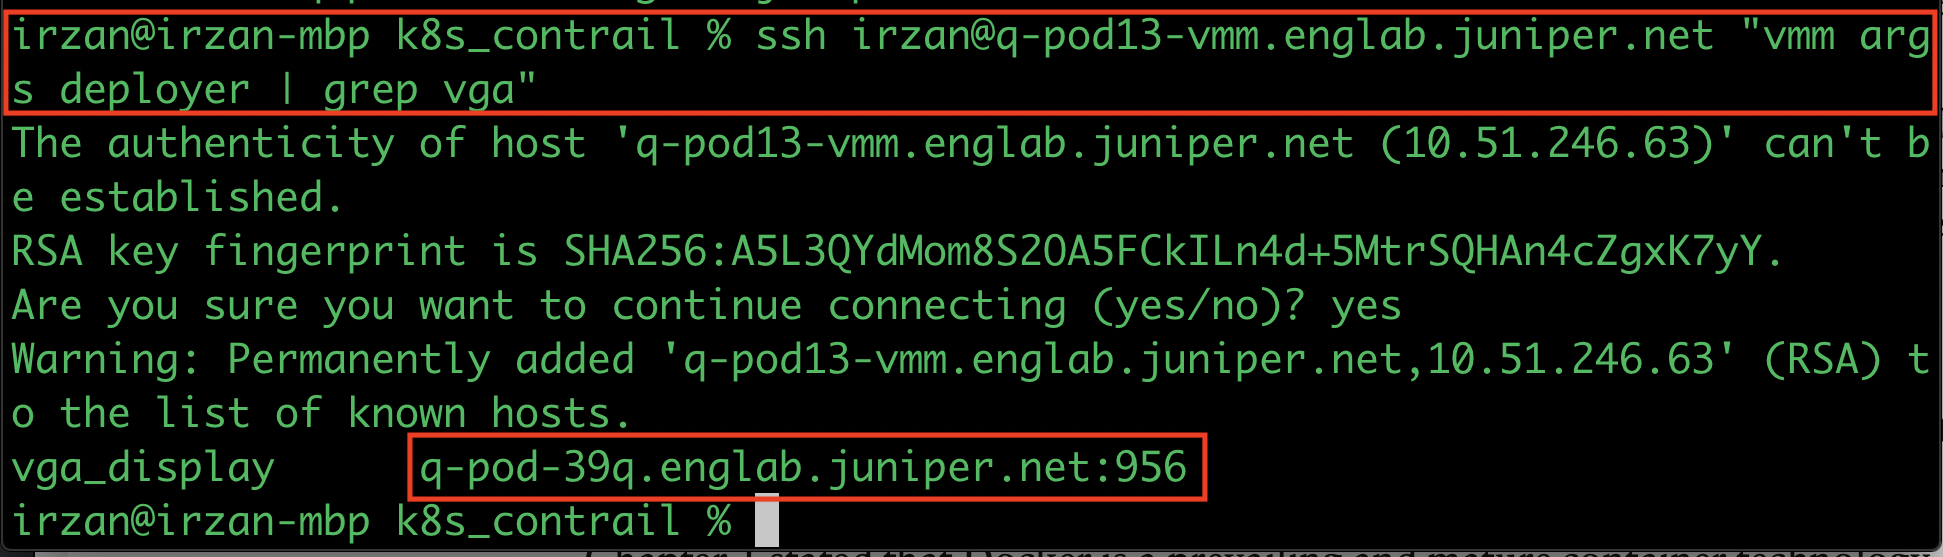 irzan@irzan-mbp k8s_contrail % ssh irzan@q-pod13-vmm.englab.juniper.net "vmm arg
s deployer | grep vga"
The authenticity of host 'q-pod13-vmm.englab.juniper.net (10.51.246.63)' can't b
e established.
RSA key fingerprint is SHA256:A5L3QYdMom8S2OA5FCkILn4d+5MtrSQHAn4cZgxK7yY.
Are you sure you want to continue connecting (yes/no)? yes
Warning: Permanently added 'q-pod13-vmm.englab.juniper.net,10.51.246.63' (RSA) t
o the list of known hosts.
vga_display      q-pod-39q.englab.juniper.net:956
irzan@irzan-mbp k8s_contrail %